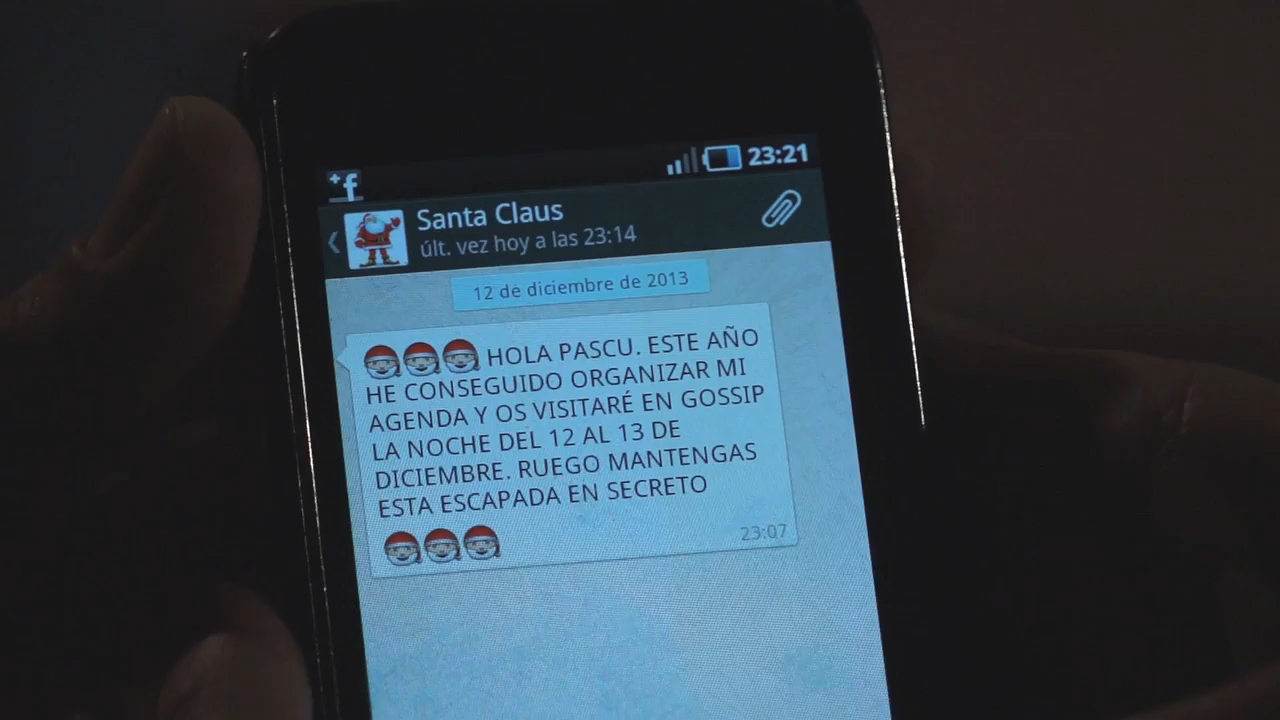 23:21
Santa Claus
últ. vez hoy a las 23:14
12 de diciembre de 2013
HOLA PASCU. ESTE AÑO
HE CONSEGUIDO ORGANIZAR MI
AGENDA Y OS VISITARÉ EN GOSSIP
LA NOCHE DEL 12 AL 13 DE
DICIEMBRE. RUEGO MANTENGAS
ESTA ESCAPADA EN SECRETO
23:07